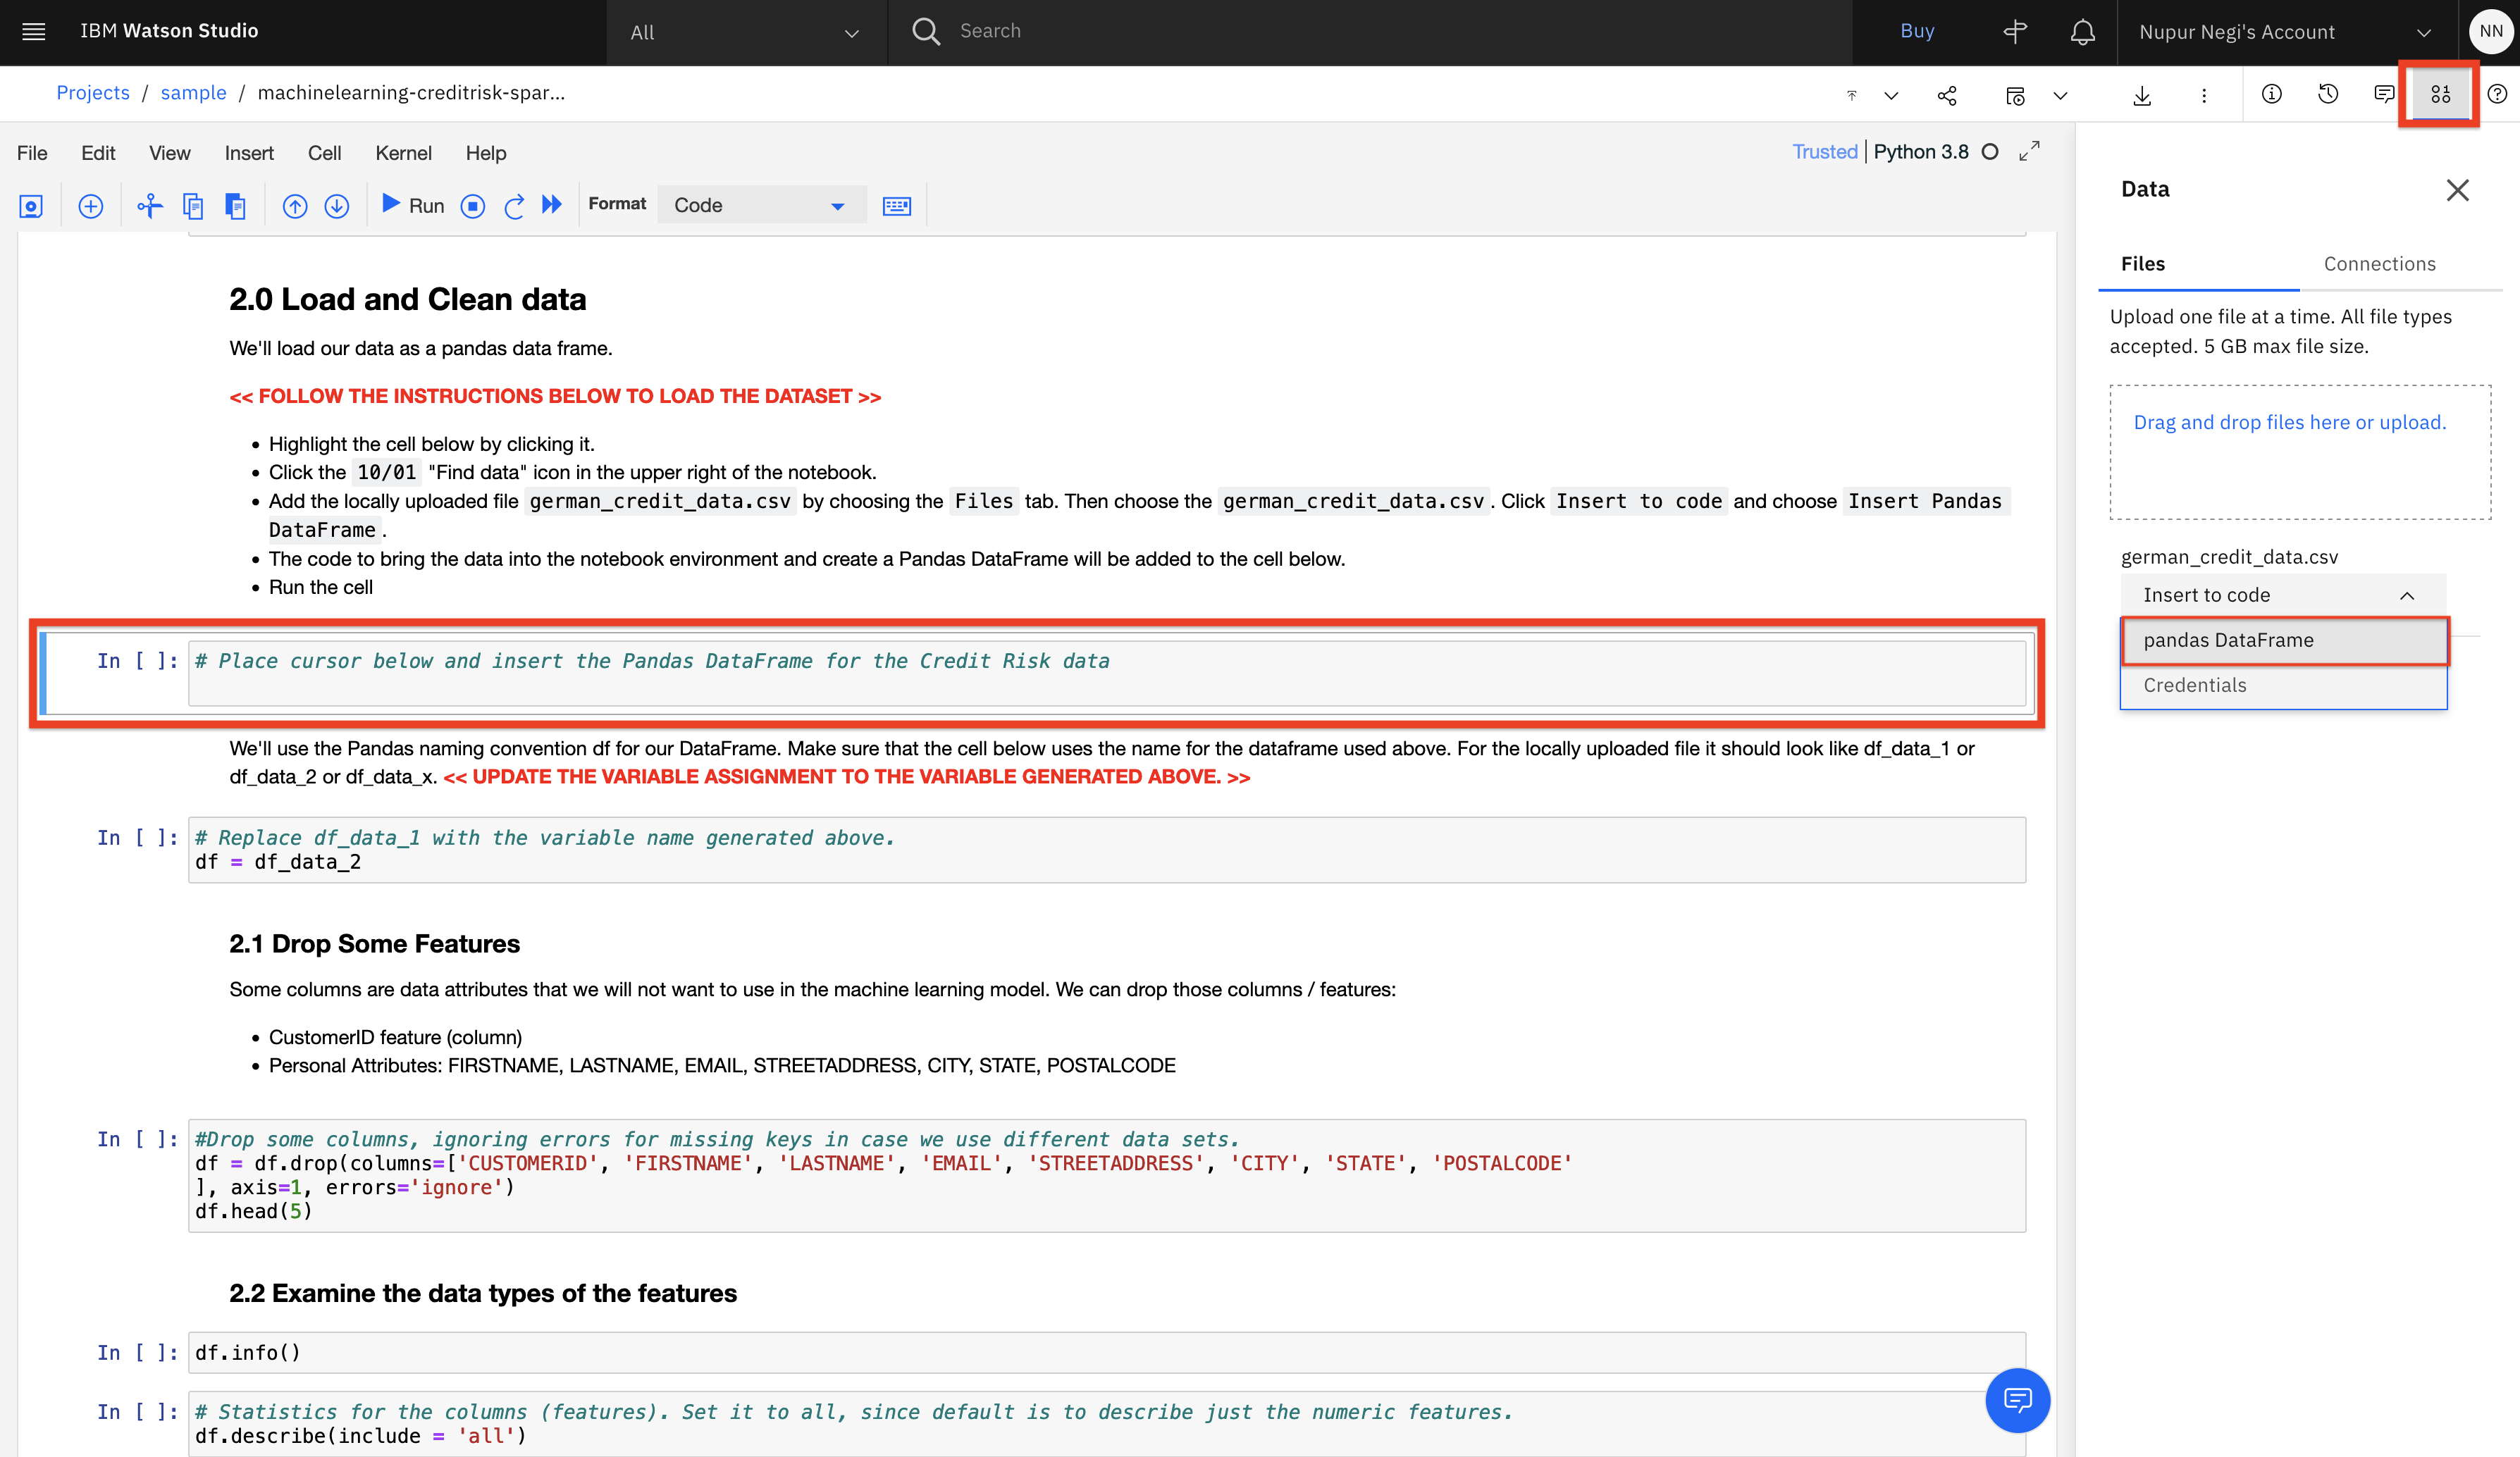 IBM Watson Studio
All
Search
Buy
Nupur Negi's Account
NN
Projects / sample / machinelearning-creditrisk-spar...
File Edit View Insert Cell Kernel Help
Trusted | Python 3.8
Run
Format
Code
2.0 Load and Clean data
We'll load our data as a pandas data frame.
<< FOLLOW THE INSTRUCTIONS BELOW TO LOAD THE DATASET >>
• Highlight the cell below by clicking it.
• Click the 10/01 "Find data" icon in the upper right of the notebook.
• Add the locally uploaded file german_credit_data.csv by choosing the Files tab. Then choose the german_credit_data.csv. Click Insert to code and choose Insert Pandas
DataFrame.
• The code to bring the data into the notebook environment and create a Pandas DataFrame will be added to the cell below.
• Run the cell
In [ ]: # Place cursor below and insert the Pandas DataFrame for the Credit Risk data
We'll use the Pandas naming convention df for our DataFrame. Make sure that the cell below uses the name for the dataframe used above. For the locally uploaded file it should look like df_data_1 or
df_data_2 or df_data_x. << UPDATE THE VARIABLE ASSIGNMENT TO THE VARIABLE GENERATED ABOVE. >>
In [ ]: # Replace df_data_1 with the variable name generated above.
df = df_data_2
2.1 Drop Some Features
Some columns are data attributes that we will not want to use in the machine learning model. We can drop those columns / features:
• CustomerID feature (column)
• Personal Attributes: FIRSTNAME, LASTNAME, EMAIL, STREETADDRESS, CITY, STATE, POSTALCODE
In [ ]: #Drop some columns, ignoring errors for missing keys in case we use different data sets.
df = df.drop(columns=['CUSTOMERID', 'FIRSTNAME', 'LASTNAME', 'EMAIL', 'STREETADDRESS', 'CITY', 'STATE', 'POSTALCODE'
], axis=1, errors='ignore')
df.head(5)
2.2 Examine the data types of the features
In [ ]: df.info()
In [ ]: # Statistics for the columns (features). Set it to all, since default is to describe just the numeric features.
df.describe(include = 'all')
Data
Files
Connections
Upload one file at a time. All file types
accepted. 5 GB max file size.
Drag and drop files here or upload.
german_credit_data.csv
Insert to code
pandas DataFrame
Credentials